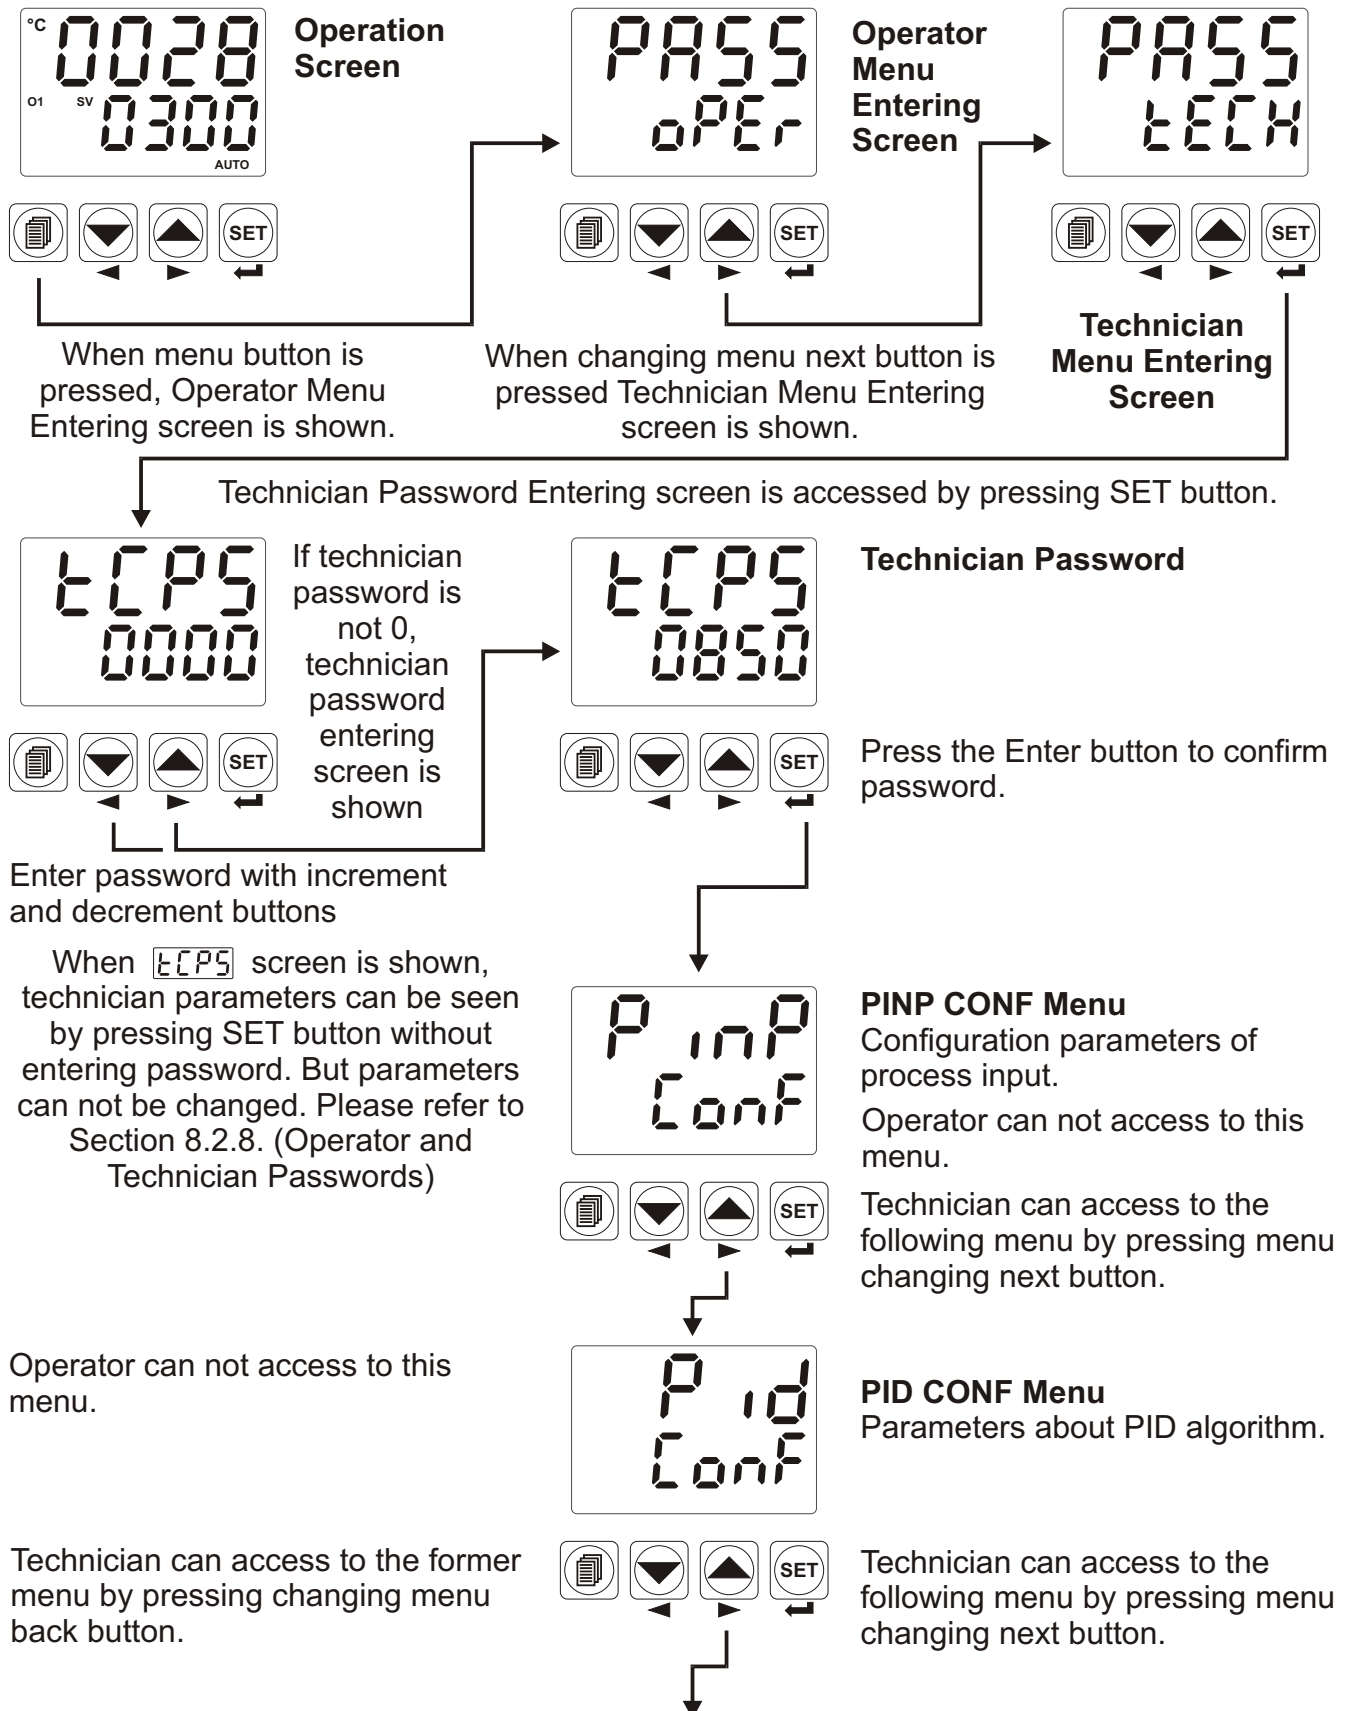 °C 0028
O1 SV 0300
AUTO
Operation
Screen
PASS
oPEr
Operator
Menu
Entering
Screen
PASS
tECH
SET
SET
SET
When menu button is
pressed, Operator Menu
Entering screen is shown.
When changing menu next button is
pressed Technician Menu Entering
screen is shown.
Technician
Menu Entering
Screen
Technician Password Entering screen is accessed by pressing SET button.
tCPS
0000
If technician
password is
not 0,
technician
password
entering
screen is
shown
tCPS
0850
Technician Password
SET
SET
Press the Enter button to confirm
password.
Enter password with increment
and decrement buttons
When tCPS screen is shown,
technician parameters can be seen
by pressing SET button without
entering password. But parameters
can not be changed. Please refer to
Section 8.2.8. (Operator and
Technician Passwords)
PinP
ConF
PINP CONF Menu
Configuration parameters of
process input.
Operator can not access to this
menu.
SET
Technician can access to the
following menu by pressing menu
changing next button.
Operator can not access to this
menu.
Pid
ConF
PID CONF Menu
Parameters about PID algorithm.
Technician can access to the former
menu by pressing changing menu
back button.
SET
Technician can access to the
following menu by pressing menu
changing next button.